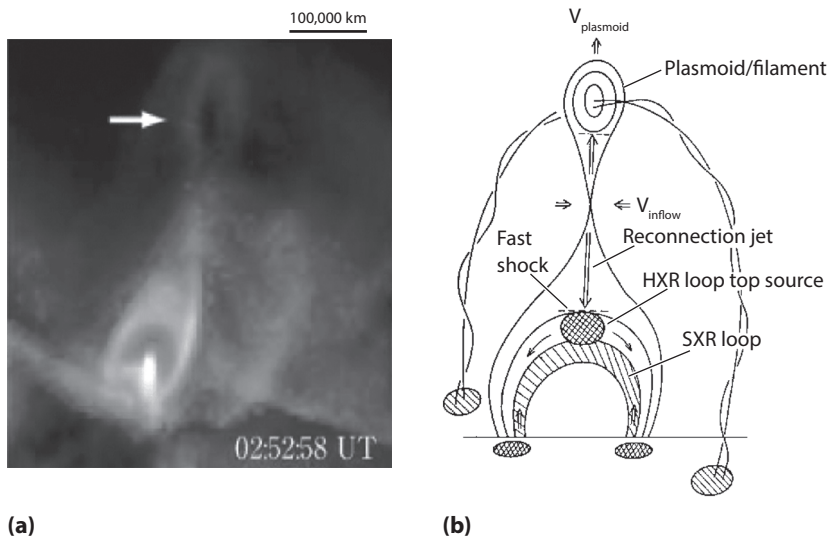 100,000 km
02:52:58 UT
(a)
V plasmoid
Plasmoid/filament
V inflow
Reconnection jet
Fast
shock
HXR loop top source
SXR loop
(b)